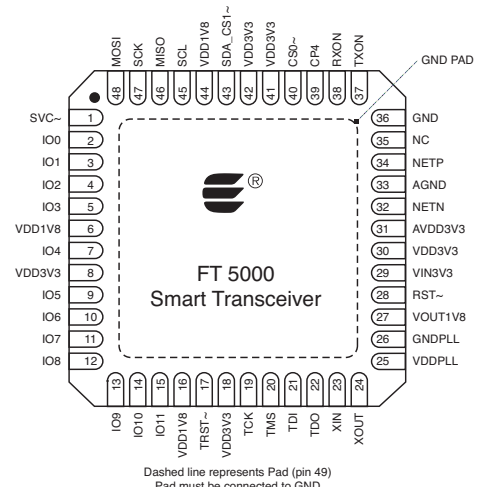 MOSI
SCK
MISO
SCL
VDD1V8
SDA_CS1~
VDD3V3
VDD3V3
CS0~
CP4
RXON
TXON
GND PAD
48
47
46
45
44
43
42
41
40
39
38
37
SVC~ 1
IO0 2
IO1 3
IO2 4
IO3 5
VDD1V8 6
IO4 7
VDD3V3 8
IO5 9
IO6 10
IO7 11
IO8 12
®
FT 5000
Smart Transceiver
36 GND
35 NC
34 NETP
33 AGND
32 NETN
31 AVDD3V3
30 VDD3V3
29 VIN3V3
28 RST~
27 VOUT1V8
26 GNDPLL
25 VDDPLL
13
14
15
16
17
18
19
20
21
22
23
24
IO9
IO10
IO11
VDD1V8
TRST~
VDD3V3
TCK
TMS
TDI
TDO
XIN
XOUT
Dashed line represents Pad (pin 49)
Pad must be connected to GND